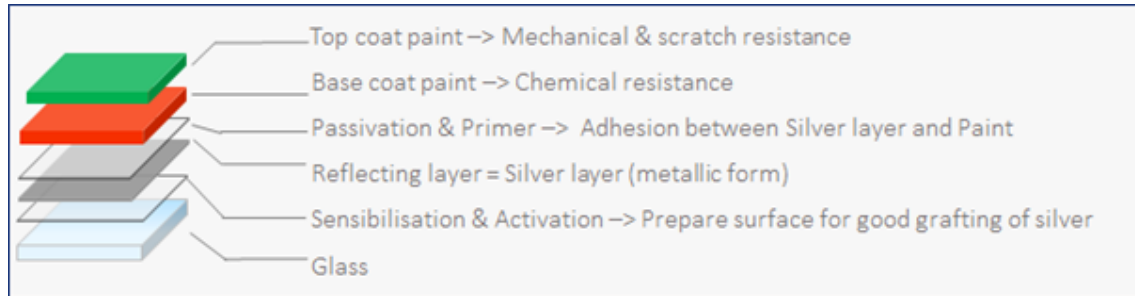 Top coat paint –> Mechanical & scratch resistance
Base coat paint –> Chemical resistance
Passivation & Primer –> Adhesion between Silver layer and Paint
Reflecting layer = Silver layer (metallic form)
Sensibilisation & Activation –> Prepare surface for good grafting of silver
Glass